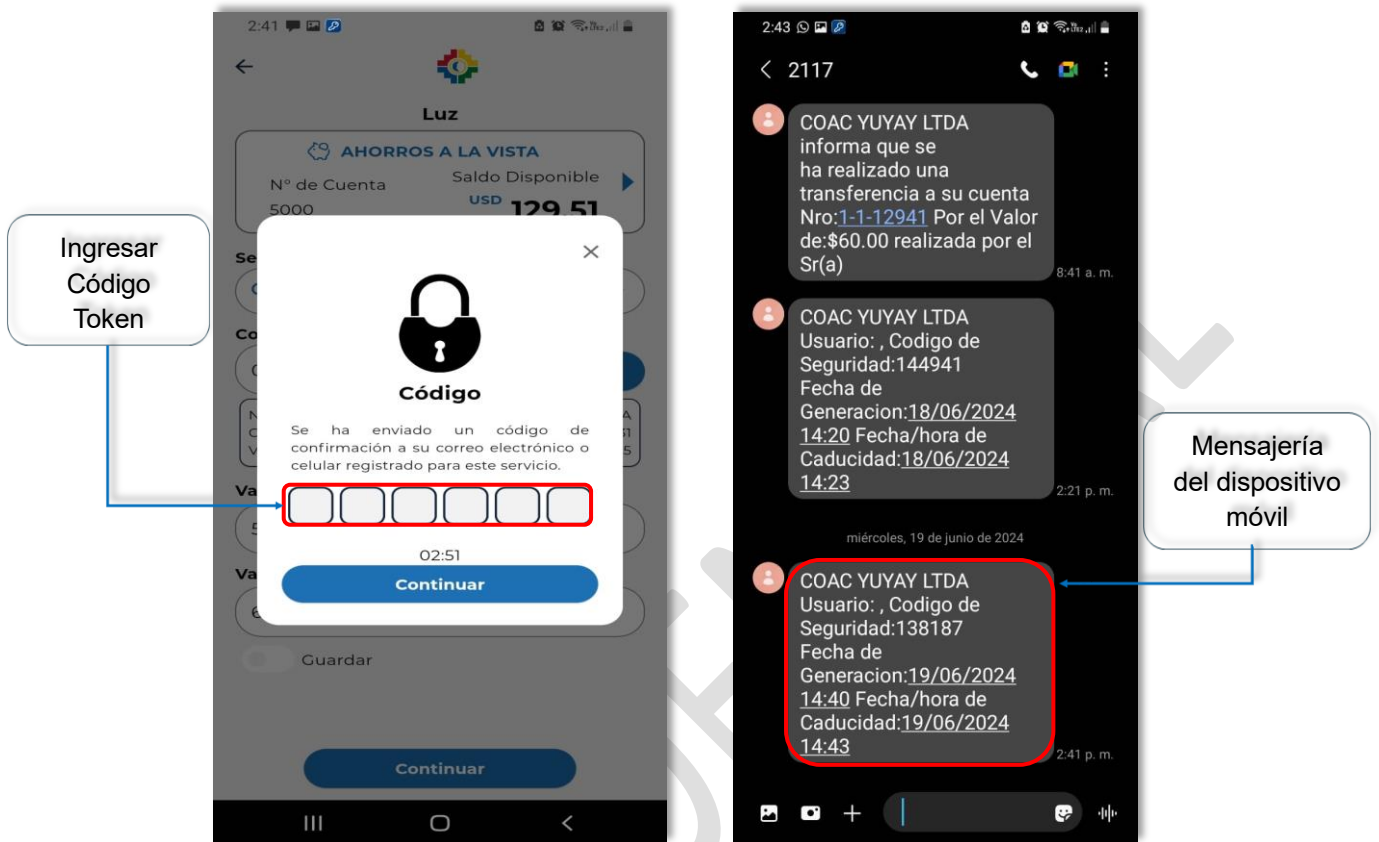 Ingresar
Código
Token
2:41
Luz
AHORROS A LA VISTA
N° de Cuenta
Saldo Disponible
5000
USD 129.51
Se
Co
Código
Se ha enviado un código de
confirmación a su correo electrónico o
celular registrado para este servicio.
Va
02:51
Continuar
Va
Guardar
Continuar
2:43
2117
COAC YUYAY LTDA
informa que se
ha realizado una
transferencia a su cuenta
Nro:1-1-12941 Por el Valor
de:$60.00 realizada por el
Sr(a)
8:41 a. m.
COAC YUYAY LTDA
Usuario: , Codigo de
Seguridad:144941
Fecha de
Generacion:18/06/2024
14:20 Fecha/hora de
Caducidad:18/06/2024
14:23
2:21 p. m.
miércoles, 19 de junio de 2024
COAC YUYAY LTDA
Usuario: , Codigo de
Seguridad:138187
Fecha de
Generacion:19/06/2024
14:40 Fecha/hora de
Caducidad:19/06/2024
14:43
2:41 p. m.
Mensajería
del dispositivo
móvil